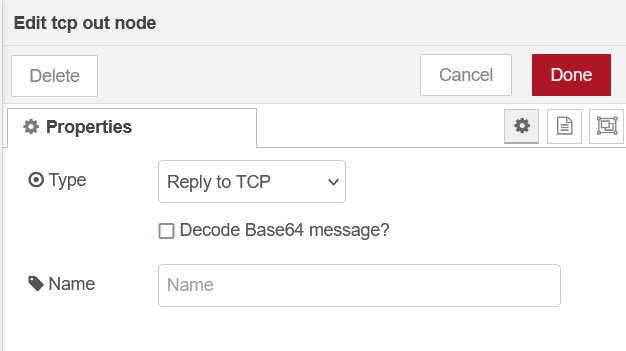 Edit tcp out node
Delete
Cancel
Done
Properties
Type
Reply to TCP
Decode Base64 message?
Name
Name